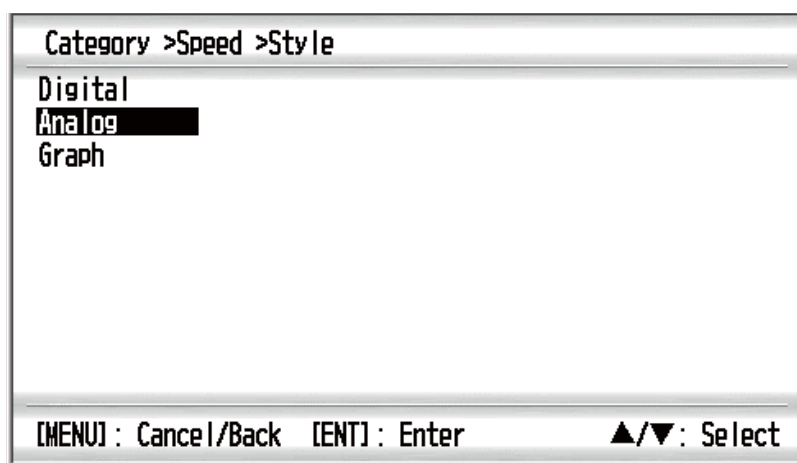 Category >Speed >Style
Digital
Analog
Graph
[MENU]: Cancel/Back [ENT]: Enter ▲/▼: Select